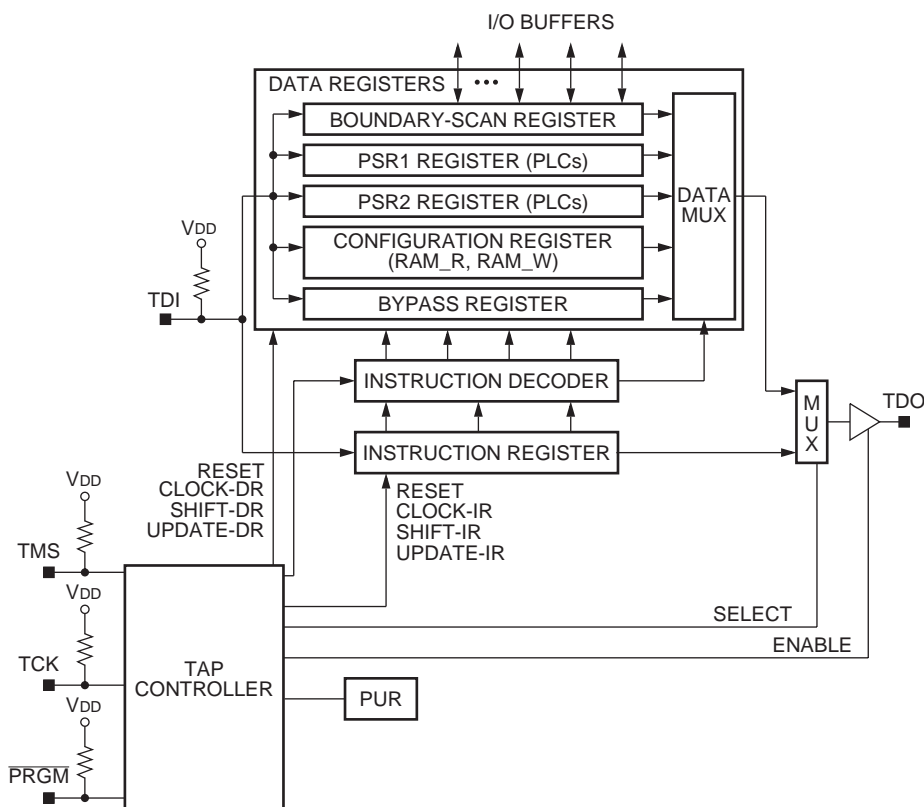 I/O BUFFERS
DATA REGISTERS
•••
BOUNDARY-SCAN REGISTER
PSR1 REGISTER (PLCs)
PSR2 REGISTER (PLCs)
CONFIGURATION REGISTER
(RAM_R, RAM_W)
BYPASS REGISTER
DATA
MUX
VDD
TDI
INSTRUCTION DECODER
INSTRUCTION REGISTER
M
U
X
TDO
RESET
CLOCK-DR
SHIFT-DR
UPDATE-DR
RESET
CLOCK-IR
SHIFT-IR
UPDATE-IR
VDD
TMS
VDD
TCK
VDD
PRGM
TAP
CONTROLLER
SELECT
ENABLE
PUR